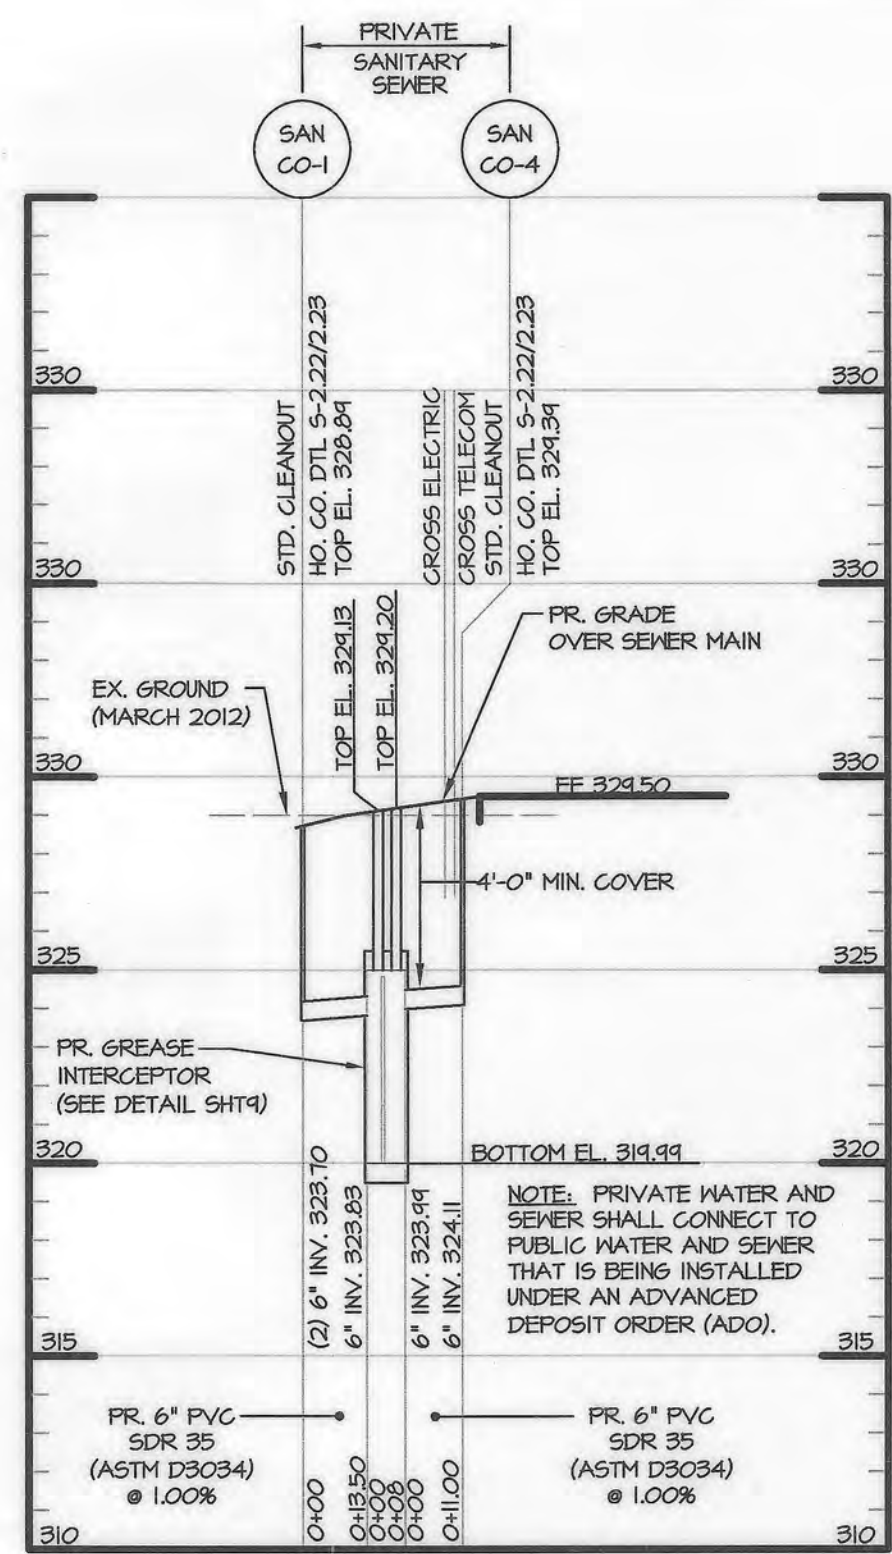 PRIVATE
SANITARY
SEWER
SAN
CO-1
SAN
CO-4
330
330
STD. CLEANOUT
HO. CO. DTL S-2.22/2.23
TOP EL. 328.89
CROSS ELECTRIC
CROSS TELECOM
STD. CLEANOUT
HO. CO. DTL S-2.22/2.23
TOP EL. 329.39
330
330
TOP EL. 329.13
TOP EL. 329.20
PR. GRADE
OVER SEWER MAIN
EX. GROUND
(MARCH 2012)
330
330
FF 329.50
4'-0" MIN. COVER
325
325
PR. GREASE
INTERCEPTOR
(SEE DETAIL SHT9)
320
320
BOTTOM EL. 319.99
(2) 6" INV. 323.70
6" INV. 323.83
6" INV. 323.99
6" INV. 324.11
NOTE: PRIVATE WATER AND
SEWER SHALL CONNECT TO
PUBLIC WATER AND SEWER
THAT IS BEING INSTALLED
UNDER AN ADVANCED
DEPOSIT ORDER (ADO).
315
315
PR. 6" PVC
SDR 35
(ASTM D3034)
@ 1.00%
PR. 6" PVC
SDR 35
(ASTM D3034)
@ 1.00%
0+00
0+13.50
0+00
0+08
0+00
0+11.00
310
310